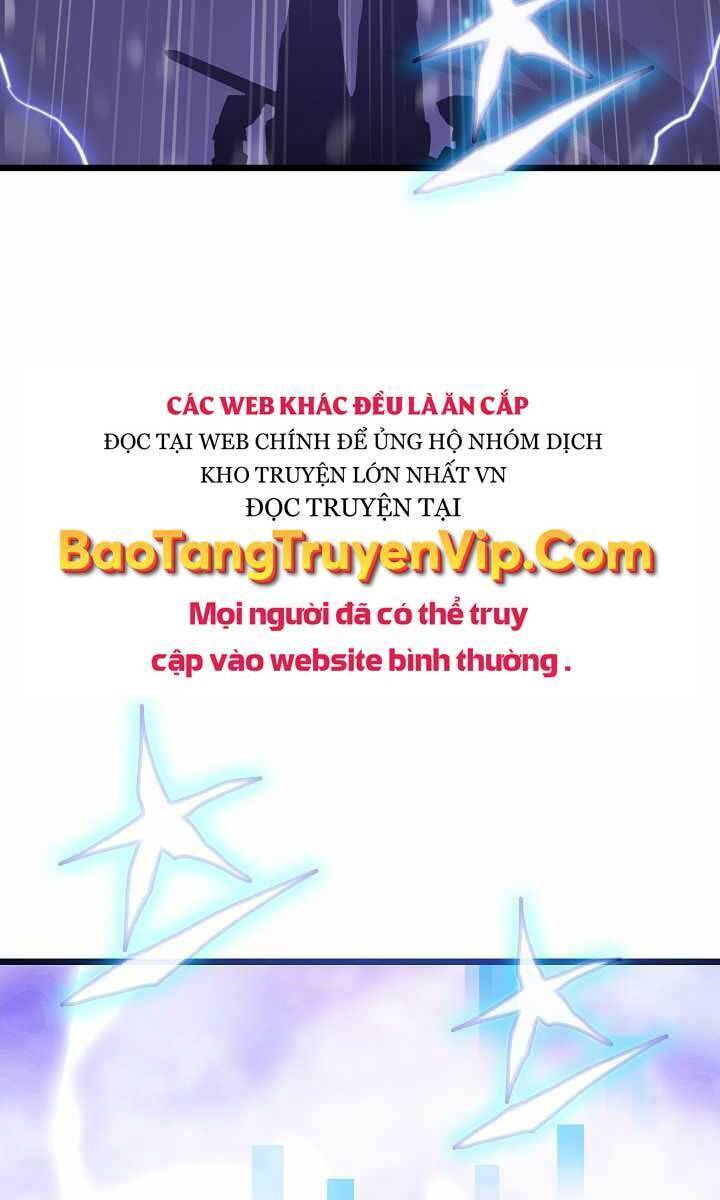 CÁC WEB KHÁC ĐỀU LÀ ĂN CẮP
ĐỌC TẠI WEB CHÍNH ĐỂ ỦNG HỘ NHÓM DỊCH
KHO TRUYỆN LỚN NHẤT VN
ĐỌC TRUYỆN TẠI
BaoTangTruyenVip.Com
Mọi người đã có thể truy
cập vào website bình thường .